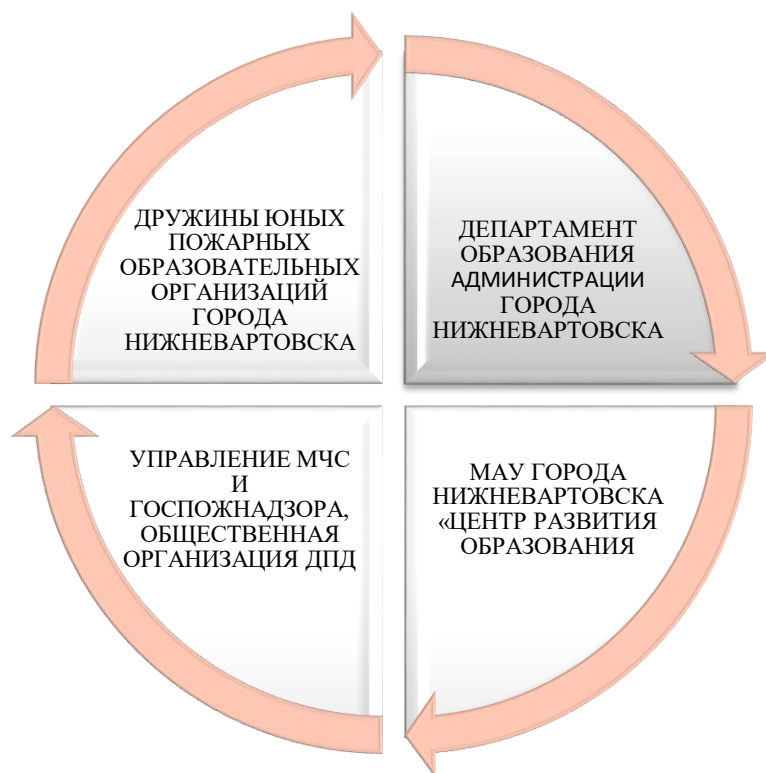 ДРУЖИНЫ ЮНЫХ
ПОЖАРНЫХ
ОБРАЗОВАТЕЛЬНЫХ
ОРГАНИЗАЦИЙ
ГОРОДА
НИЖНЕВАРТОВСКА
ДЕПАРТАМЕНТ
ОБРАЗОВАНИЯ
АДМИНИСТРАЦИИ
ГОРОДА
НИЖНЕВАРТОВСКА
УПРАВЛЕНИЕ МЧС
И
ГОСПОЖНАДЗОРА,
ОБЩЕСТВЕННАЯ
ОРГАНИЗАЦИЯ ДПД
МАУ ГОРОДА
НИЖНЕВАРТОВСКА
«ЦЕНТР РАЗВИТИЯ
ОБРАЗОВАНИЯ